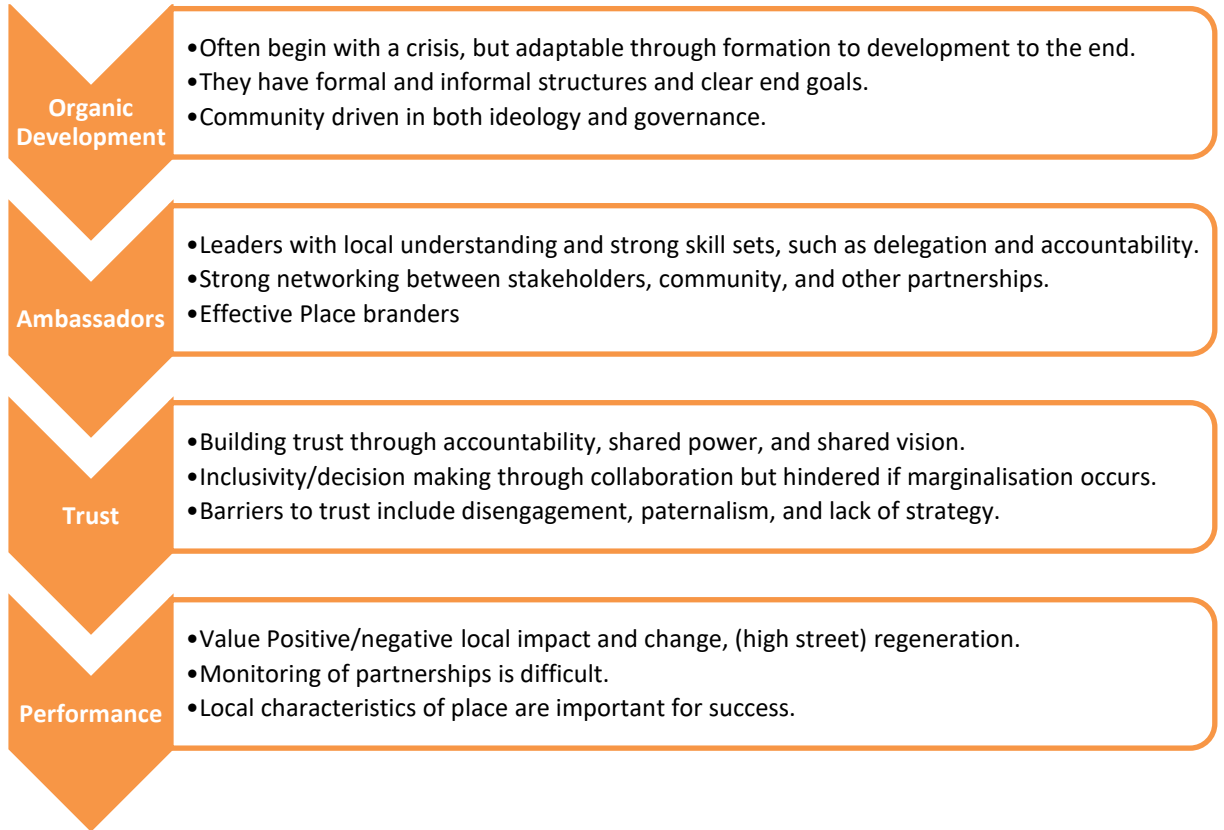 Organic
Development
•Often begin with a crisis, but adaptable through formation to development to the end.
•They have formal and informal structures and clear end goals.
•Community driven in both ideology and governance.
Ambassadors
•Leaders with local understanding and strong skill sets, such as delegation and accountability.
•Strong networking between stakeholders, community, and other partnerships.
•Effective Place branders
Trust
•Building trust through accountability, shared power, and shared vision.
•Inclusivity/decision making through collaboration but hindered if marginalisation occurs.
•Barriers to trust include disengagement, paternalism, and lack of strategy.
Performance
•Value Positive/negative local impact and change, (high street) regeneration.
•Monitoring of partnerships is difficult.
•Local characteristics of place are important for success.